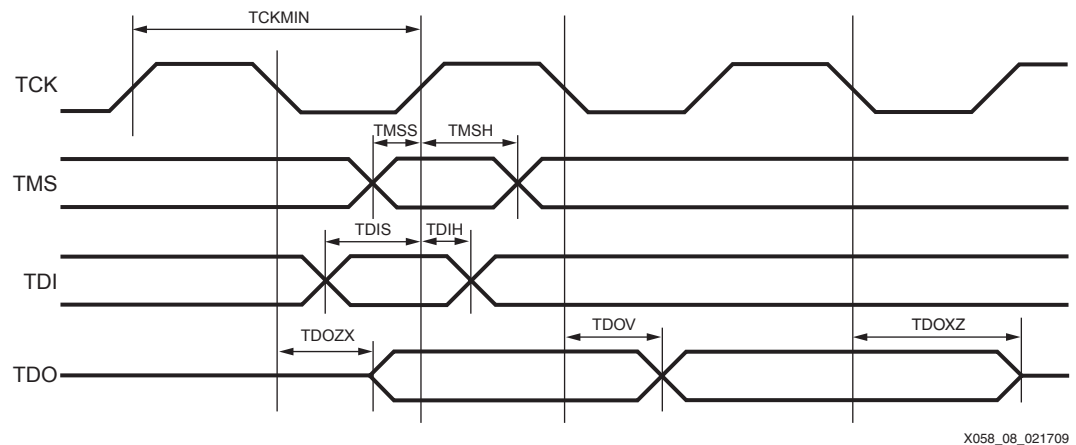 TCKMIN
TCK
TMSS TMSH
TMS
TDIS TDIH
TDI
TDOZX TDOV TDOXZ
TDO
X058_08_021709